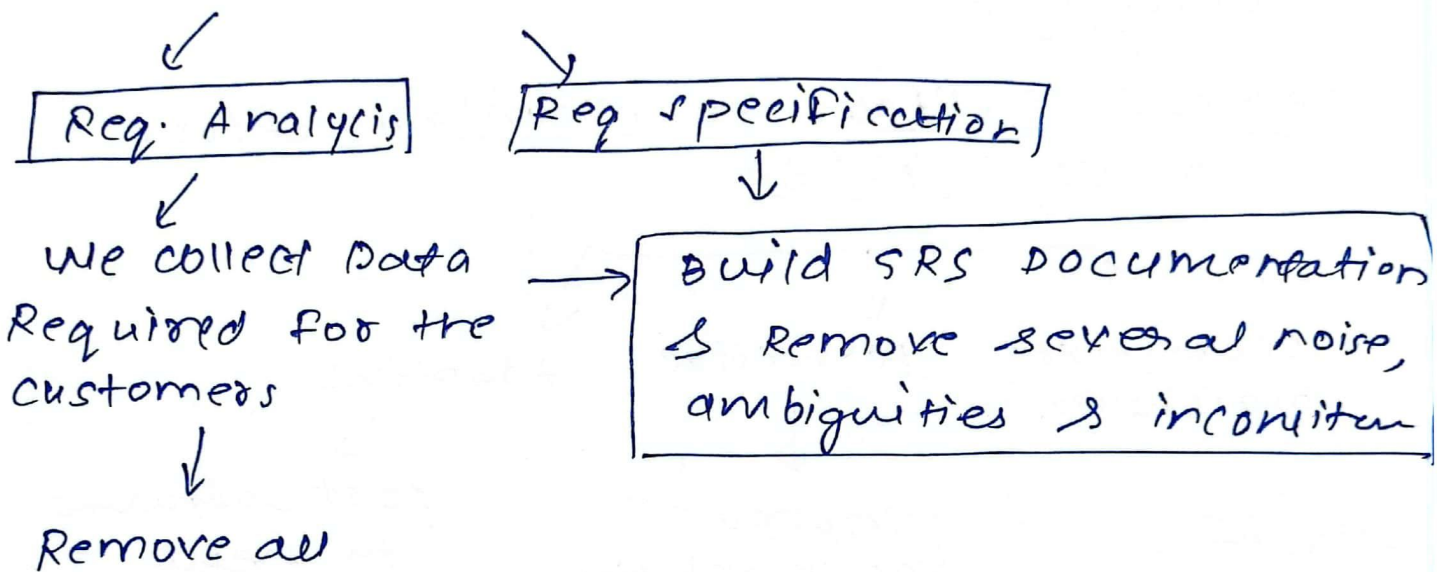 Req. Analycis
Req specification
We collect Data
Required for the
customers
Build SRS Documentation
& Remove several noise,
ambiguities &
Remove all